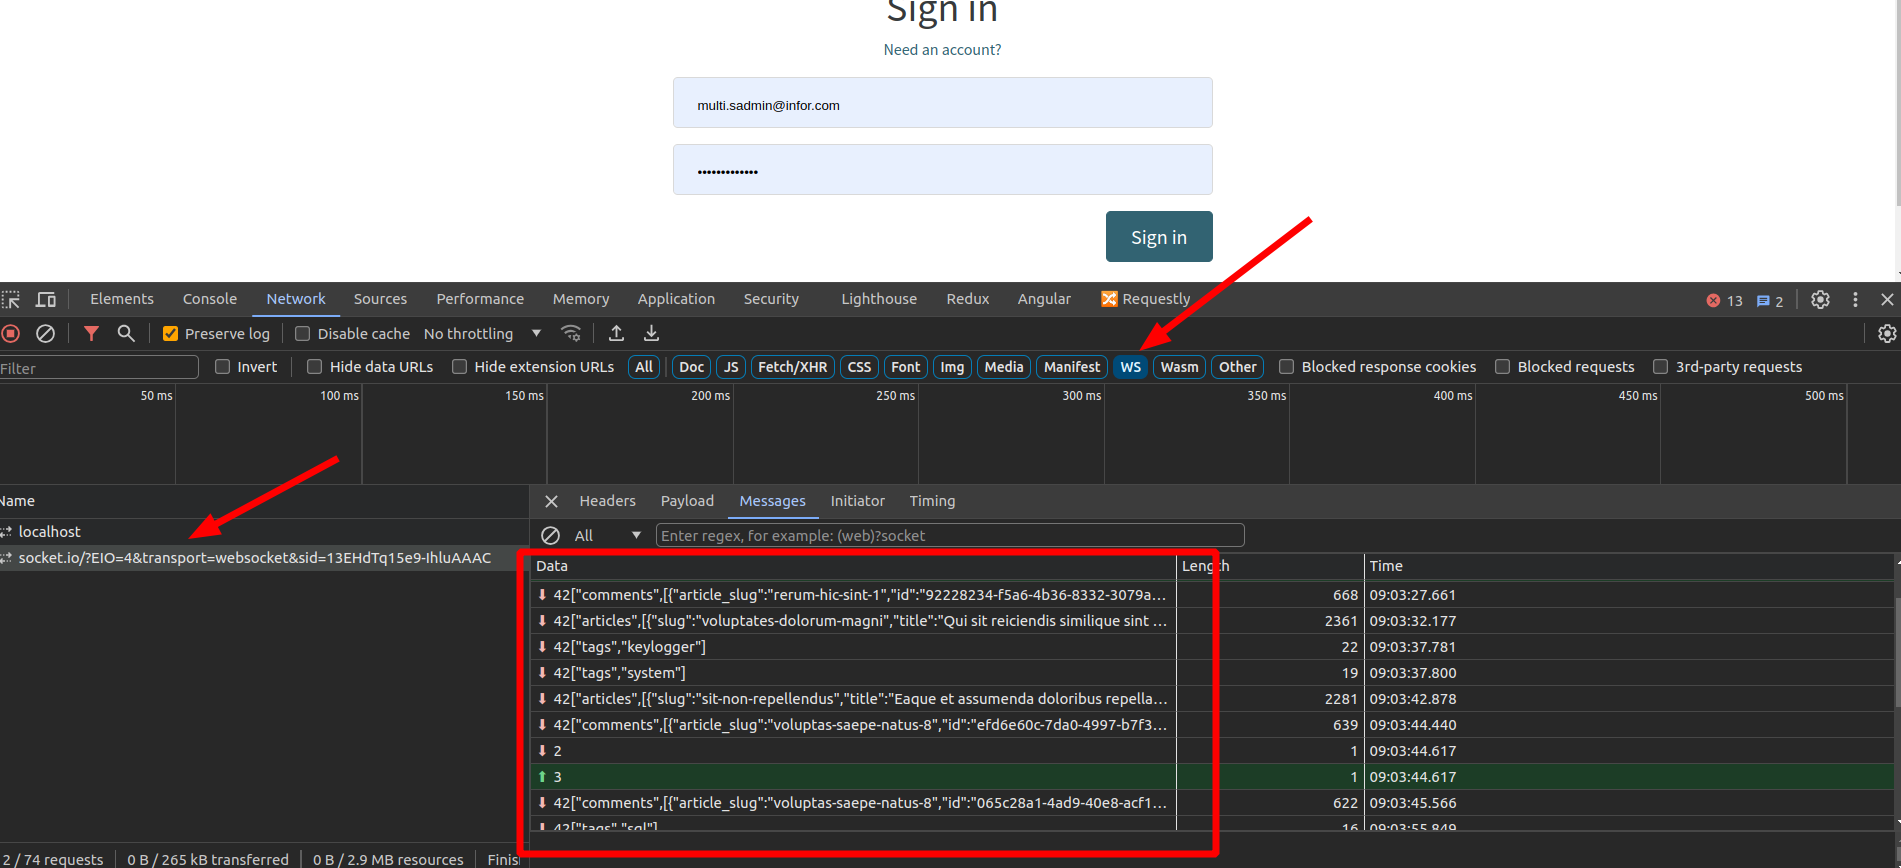 Sign in
Need an account?
multi.sadmin@infor.com
•••••••••••••
Sign in
Elements Console Network Sources Performance Memory Application Security Lighthouse Redux Angular Requestly 13 2
Preserve log Disable cache No throttling
Filter Invert Hide data URLs Hide extension URLs All Doc JS Fetch/XHR CSS Font Img Media Manifest WS Wasm Other Blocked response cookies Blocked requests 3rd-party requests
50 ms 100 ms 150 ms 200 ms 250 ms 300 ms 350 ms 400 ms 450 ms 500 ms
Name Headers Payload Messages Initiator Timing
localhost All Enter regex, for example: (web)?socket
socket.io/?EIO=4&transport=websocket&sid=13EHdTq15e9-IhluAAAC
Data Length Time
42["comments",[{"article_slug":"rerum-hic-sint-1","id":"92228234-f5a6-4b36-8332-3079a… 668 09:03:27.661
42["articles",[{"slug":"voluptates-dolorum-magni","title":"Qui sit reiciendis similique sint … 2361 09:03:32.177
42["tags","keylogger"] 22 09:03:37.781
42["tags","system"] 19 09:03:37.800
42["articles",[{"slug":"sit-non-repellendus","title":"Eaque et assumenda doloribus repella… 2281 09:03:42.878
42["comments",[{"article_slug":"voluptas-saepe-natus-8","id":"efd6e60c-7da0-4997-b7f3… 639 09:03:44.440
2 1 09:03:44.617
3 1 09:03:44.617
42["comments",[{"article_slug":"voluptas-saepe-natus-8","id":"065c28a1-4ad9-40e8-acf1… 622 09:03:45.566
42["tags","sql"] 16 09:03:55.849
2 / 74 requests 0 B / 265 kB transferred 0 B / 2.9 MB resources Finis